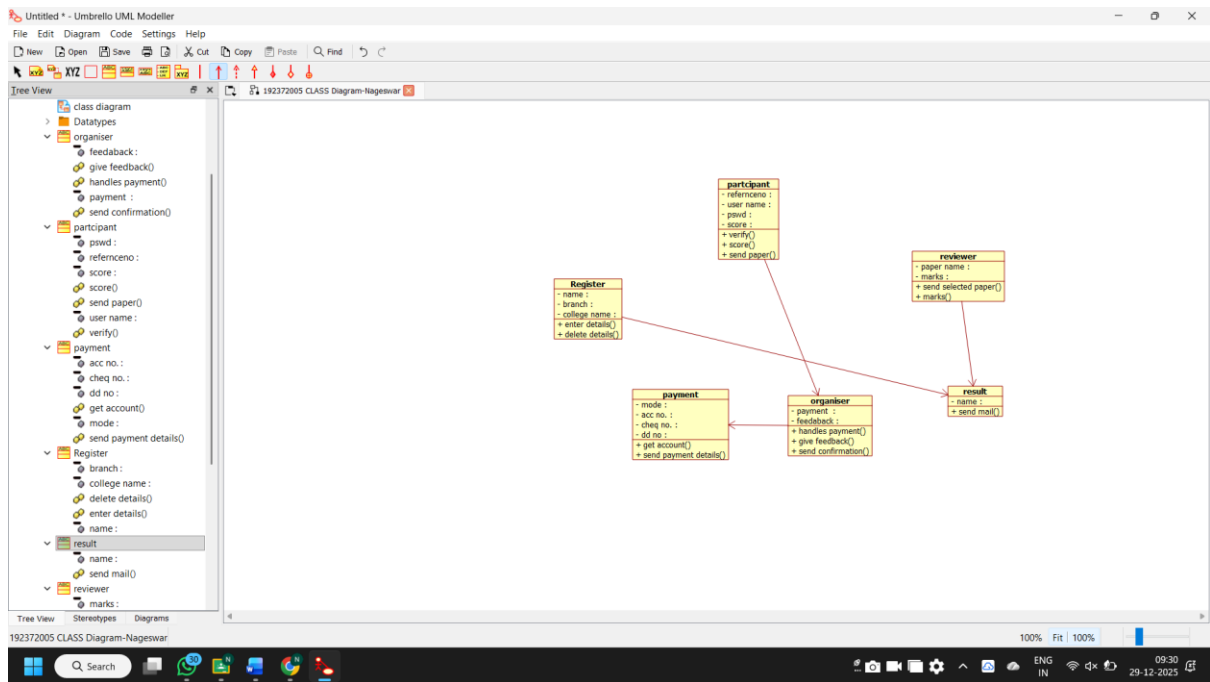 Untitled * - Umbrello UML Modeller
File Edit Diagram Code Settings Help
New Open Save Cut Copy Paste Find
XYZ XYZ
Tree View
192372005 CLASS Diagram-Nageswar
class diagram
Datatypes
organiser
feedaback :
give feedback()
handles payment()
payment :
send confirmation()
partcipant
pswd :
refernceno :
score :
score()
send paper()
user name :
verify()
payment
acc no. :
cheq no. :
dd no :
get account()
mode :
send payment details()
Register
branch :
college name :
delete details()
enter details()
name :
result
name :
send mail()
reviewer
marks :
Tree View Stereotypes Diagrams
partcipant
- refernceno :
- user name :
- pswd :
- score :
+ verify()
+ score()
+ send paper()
reviewer
- paper name :
- marks :
+ send selected paper()
+ marks()
Register
- name :
- branch :
- college name :
+ enter details()
+ delete details()
payment
- mode :
- acc no. :
- cheq no. :
- dd no :
+ get account()
+ send payment details()
organiser
- payment :
- feedaback :
+ handles payment()
+ give feedback()
+ send confirmation()
result
- name :
+ send mail()
192372005 CLASS Diagram-Nageswar
100% Fit 100%
Search
30
N
N
ENG
IN
09:30
29-12-2025